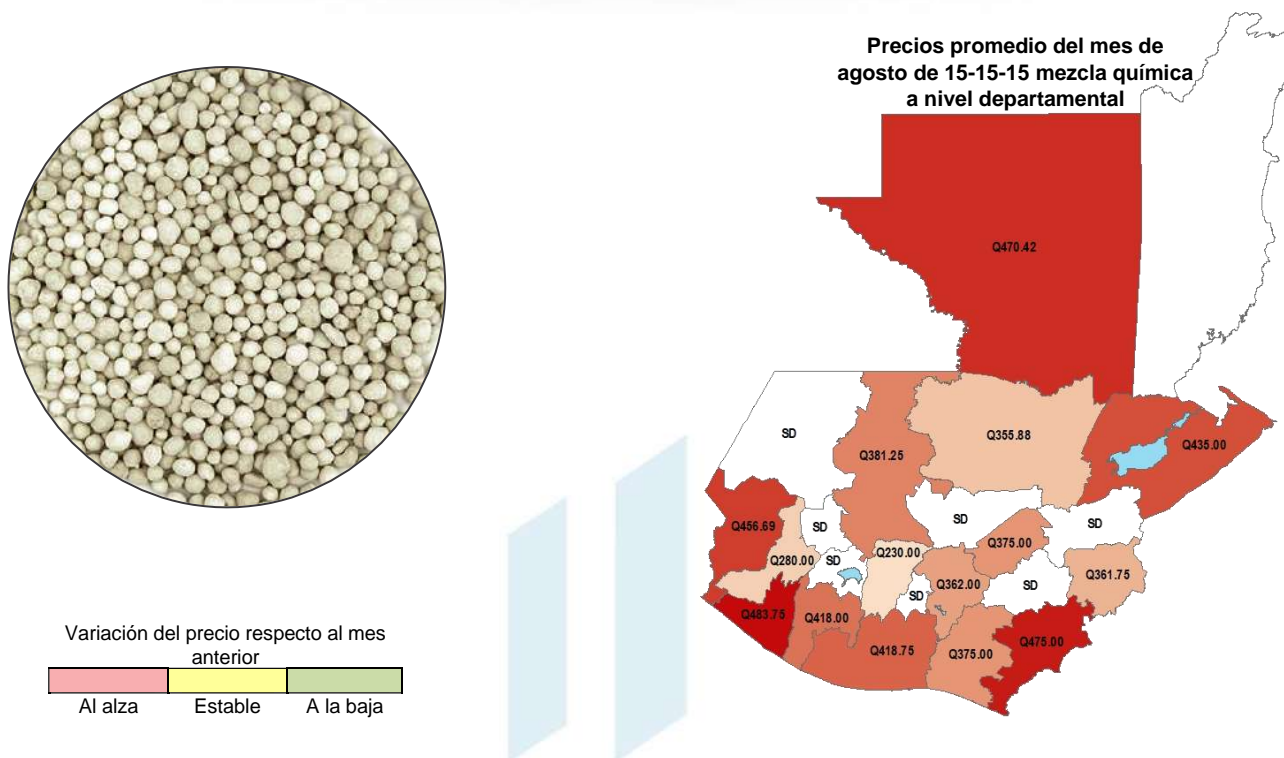 Precios promedio del mes de
agosto de 15-15-15 mezcla química
a nivel departamental
Q470.42
SD
Q381.25
Q355.88
Q435.00
Q456.69
SD
SD
Q375.00
SD
Q280.00
SD
Q230.00
Q362.00
SD
Q361.75
SD
Q483.75
Q418.00
Q418.75
Q375.00
Q475.00
Variación del precio respecto al mes
anterior
Al alza
Estable
A la baja